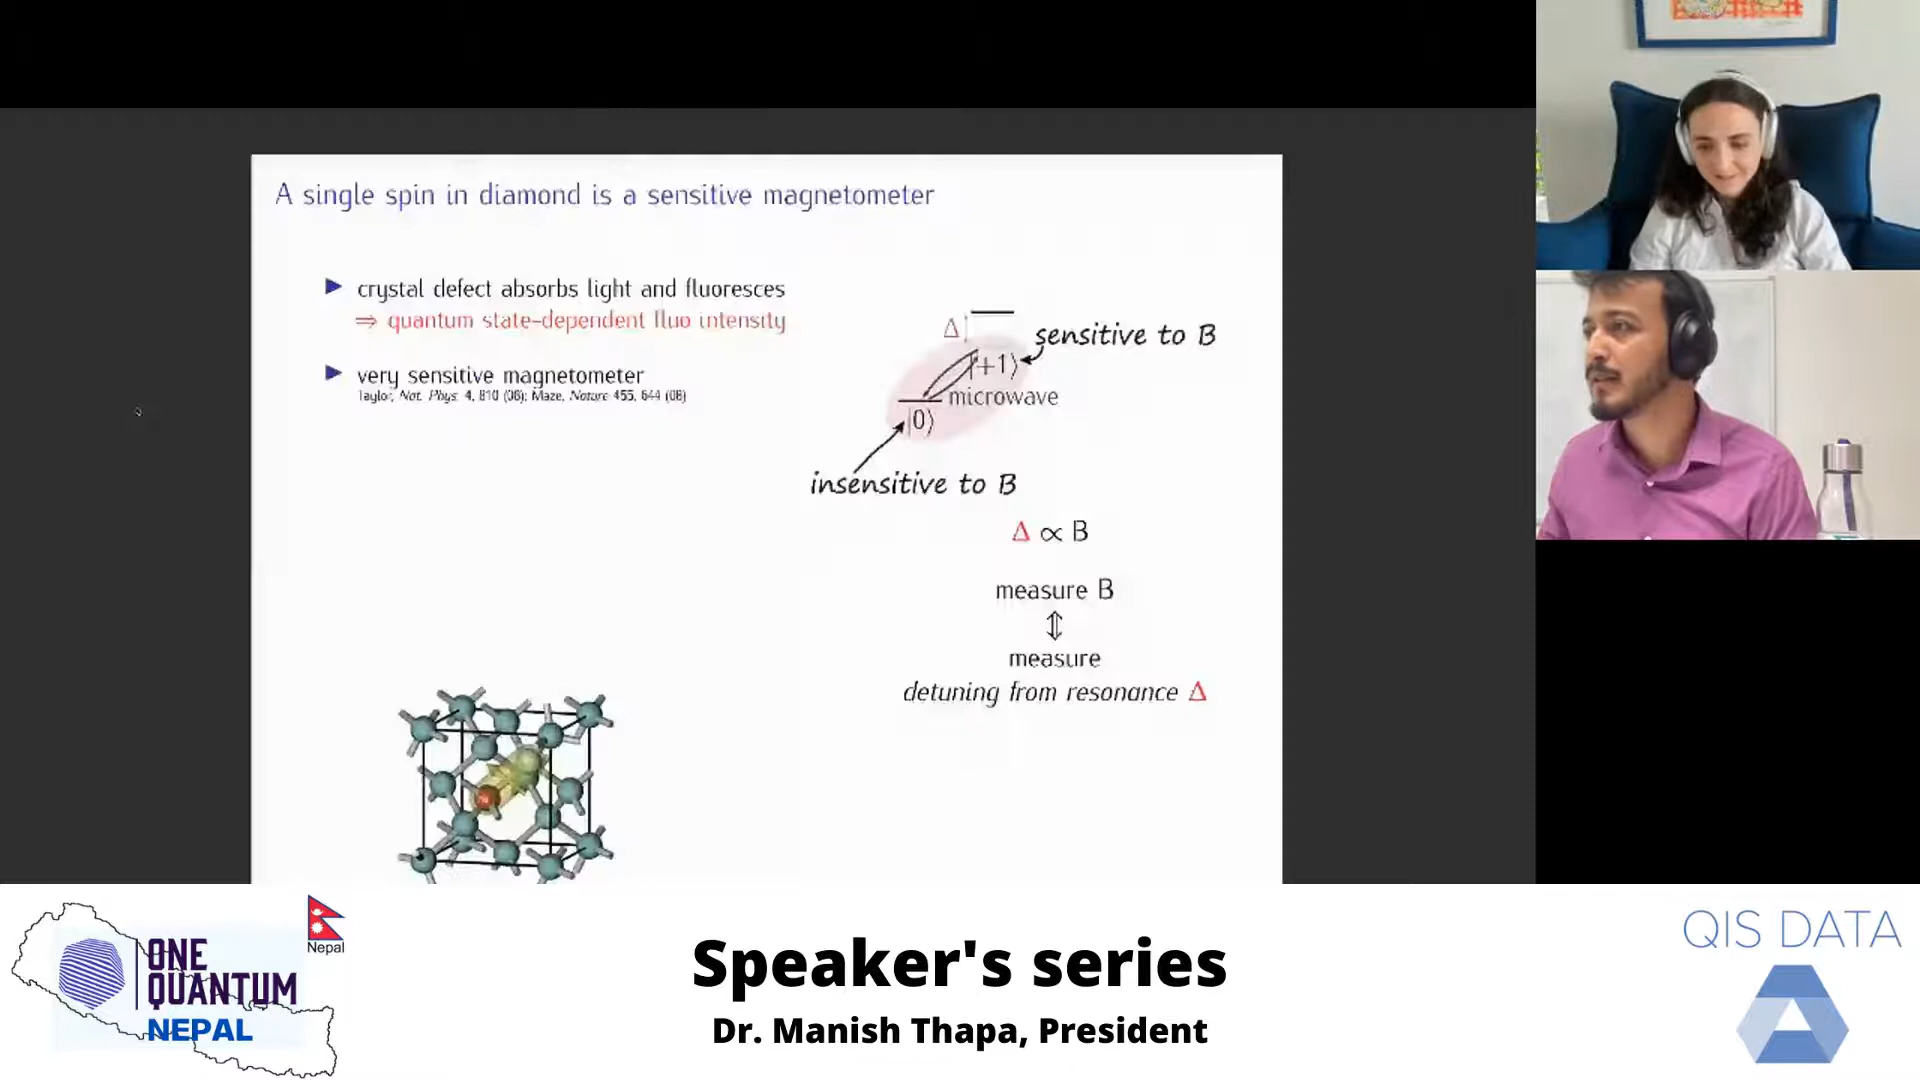 A single spin in diamond is a sensitive magnetometer
▶ crystal defect absorbs light and fluoresces
⇒ quantum state-dependent fluo intensity
▶ very sensitive magnetometer
Taylor, Nat. Phys. 4, 810 (08); Maze, Nature 455, 644 (08)
Δ
sensitive to B
|+1⟩
microwave
|0⟩
insensitive to B
Δ ∝ B
measure B
⇕
measure
detuning from resonance Δ
Nepal
ONE
QUANTUM
NEPAL
Speaker's series
Dr. Manish Thapa, President
QIS DATA